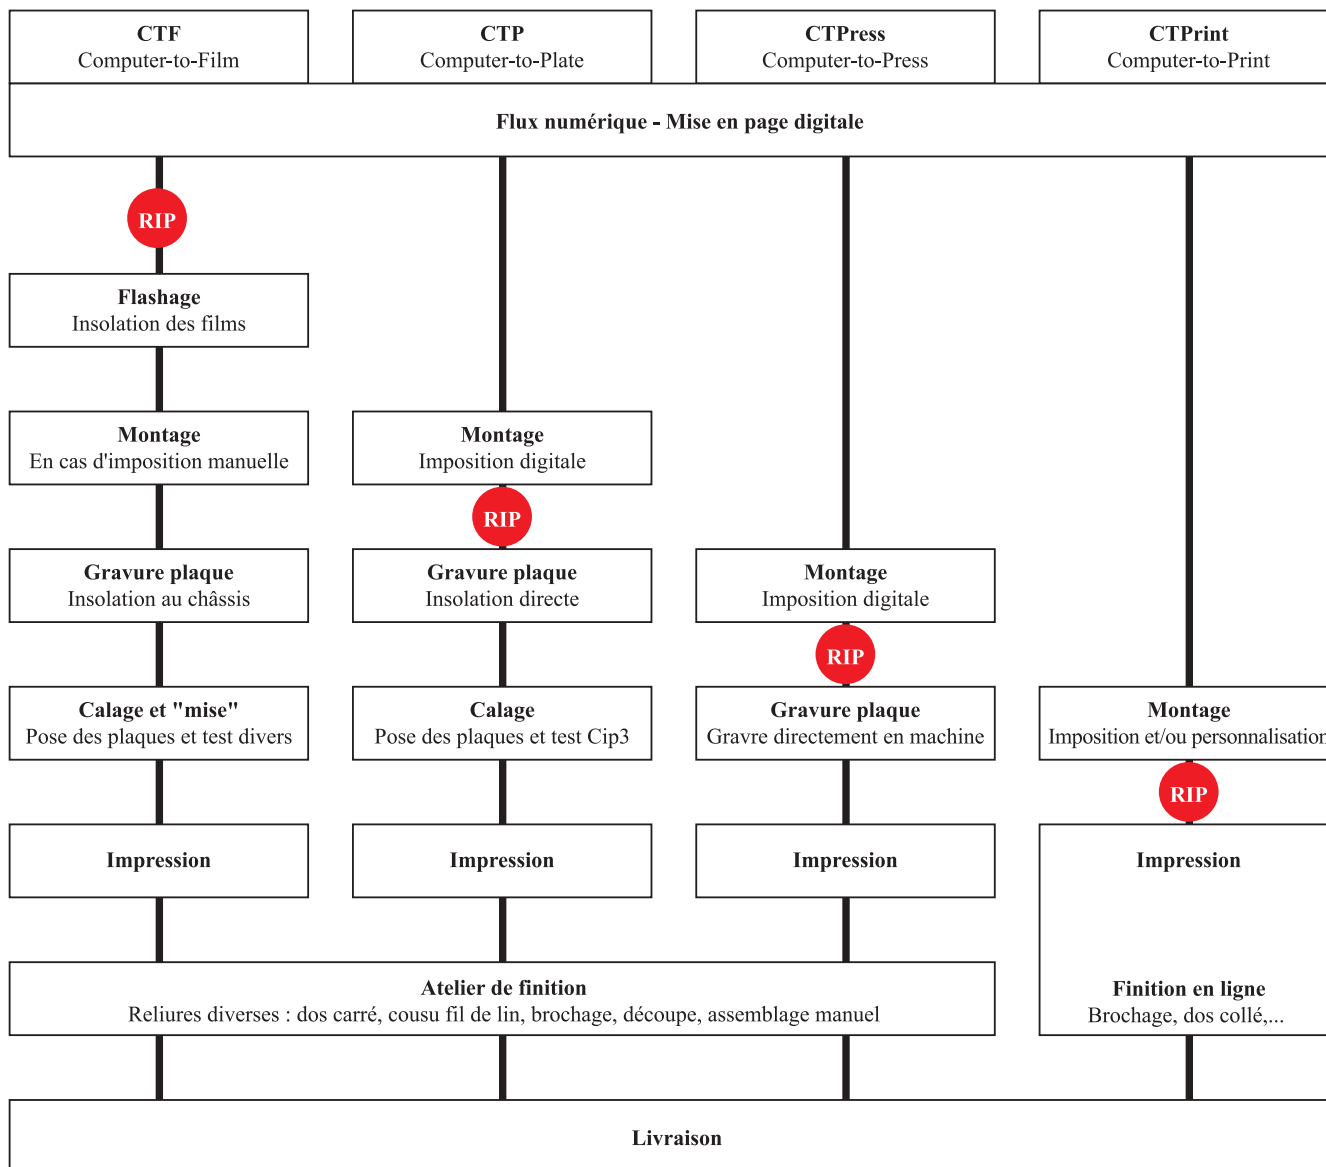 CTF
Computer-to-Film
CTP
Computer-to-Plate
CTPress
Computer-to-Press
CTPrint
Computer-to-Print
Flux numérique - Mise en page digitale
RIP
Flashage
Insolation des films
Montage
En cas d'imposition manuelle
Montage
Imposition digitale
RIP
Gravure plaque
Insolation au châssis
Gravure plaque
Insolation directe
Montage
Imposition digitale
RIP
Calage et "mise"
Pose des plaques et test divers
Calage
Pose des plaques et test Cip3
Gravure plaque
Gravre directement en machine
Montage
Imposition et/ou personnalisation
RIP
Impression
Impression
Impression
Impression
Atelier de finition
Reliures diverses : dos carré, cousu fil de lin, brochage, découpe, assemblage manuel
Finition en ligne
Brochage, dos collé,...
Livraison